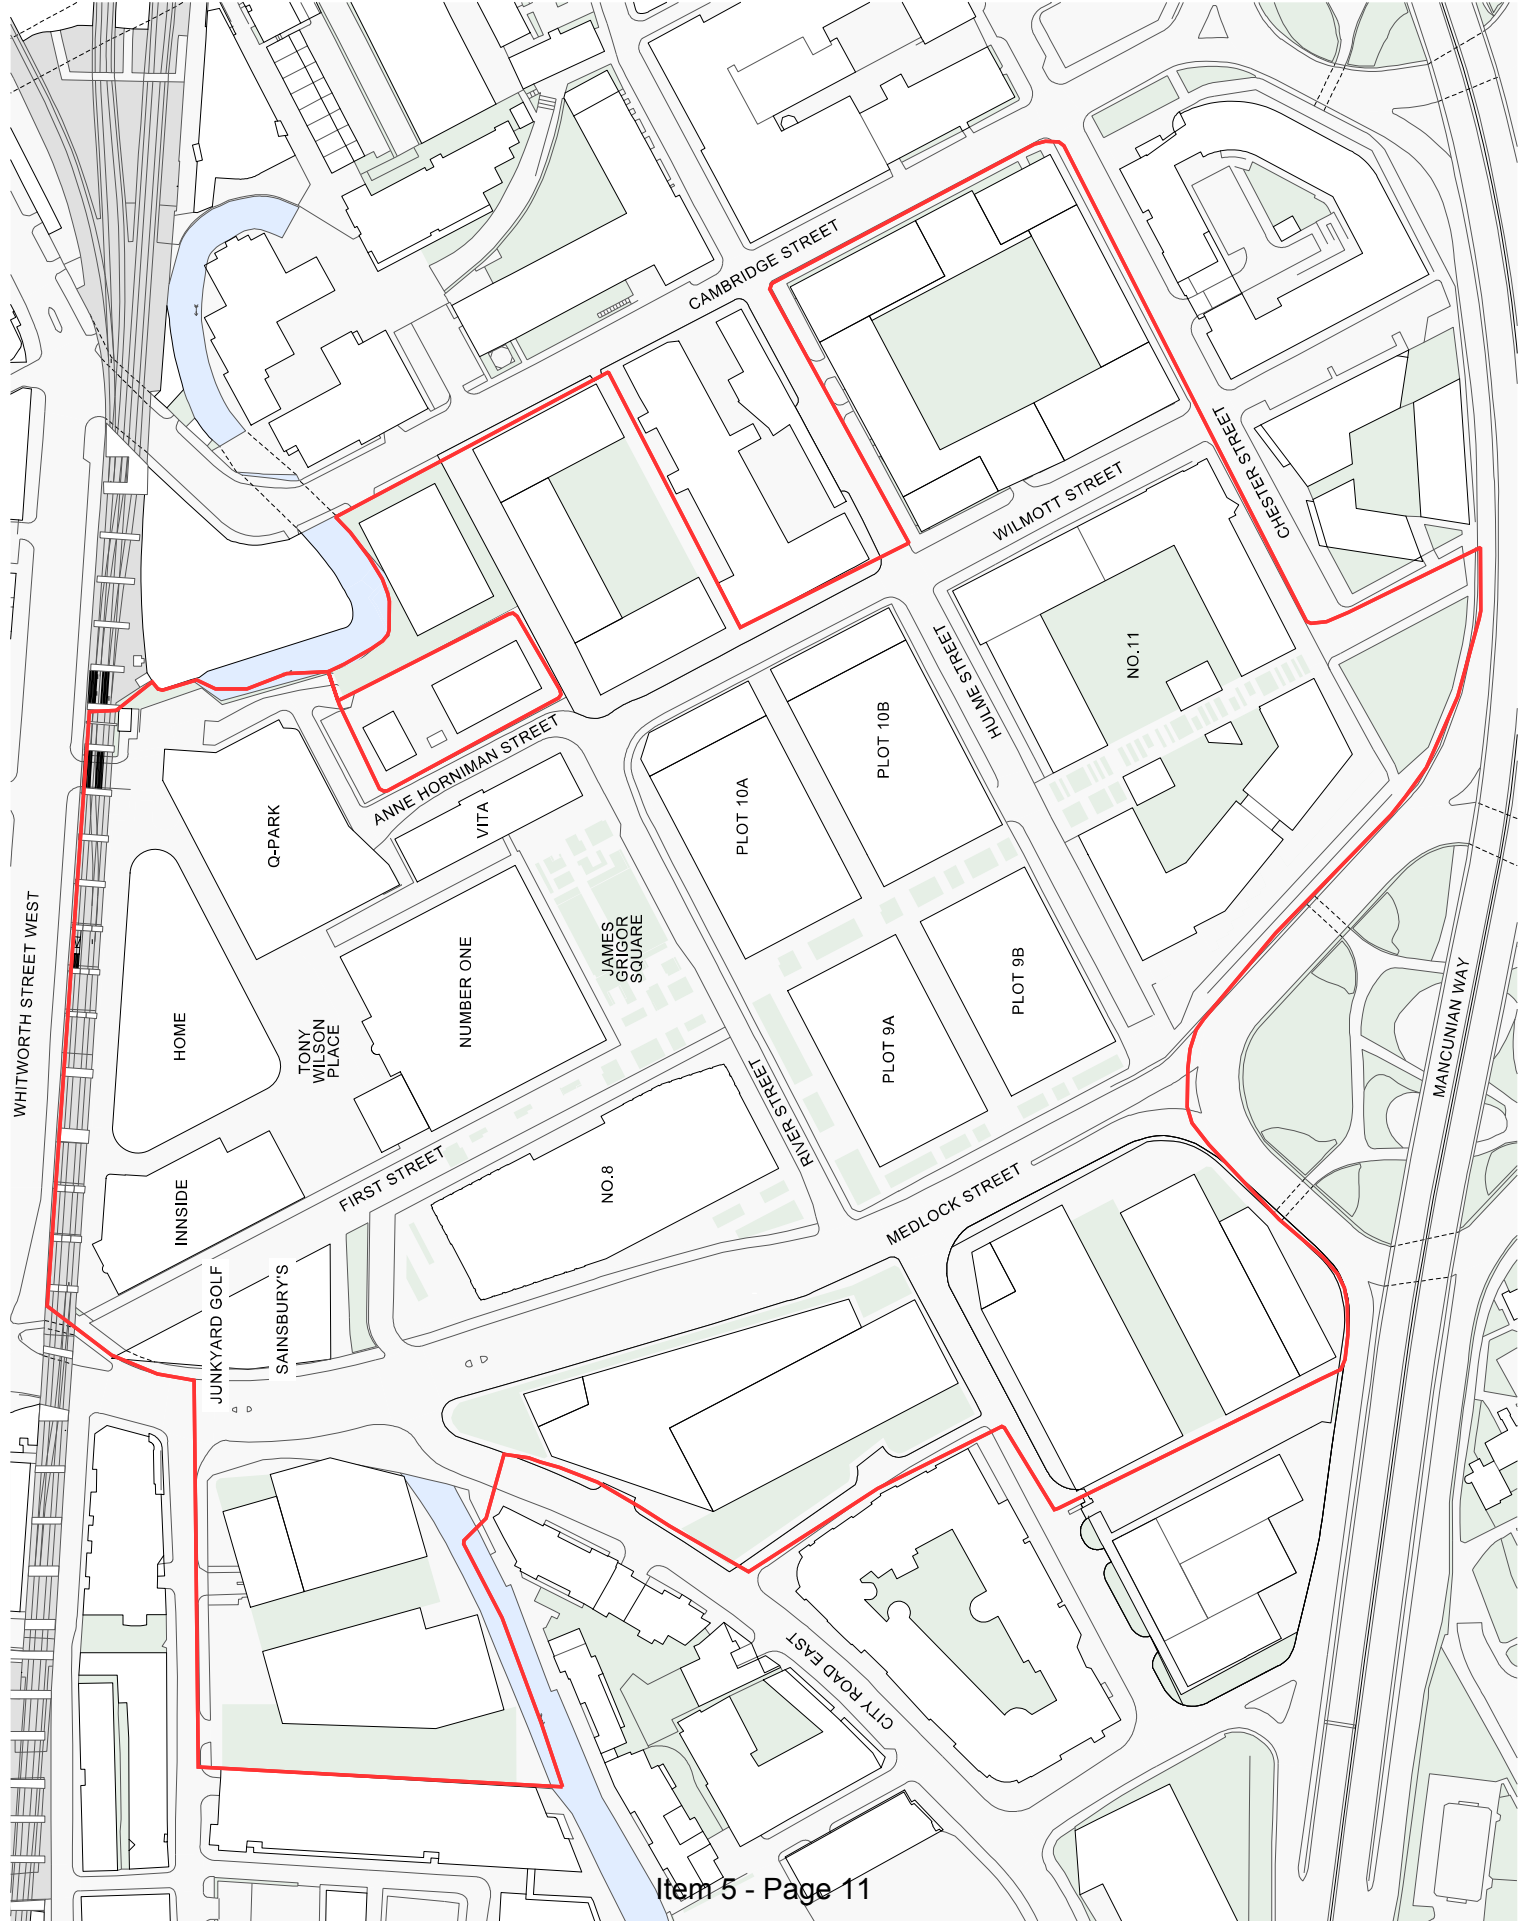 CAMBRIDGE STREET
CHESTER STREET
WILMOTT STREET
HULME STREET
NO.11
PLOT 10B
PLOT 10A
ANNE HORNIMAN STREET
VITA
Q-PARK
WHITWORTH STREET WEST
HOME
TONY
WILSON
PLACE
NUMBER ONE
JAMES
GRIGOR
SQUARE
PLOT 9B
PLOT 9A
MANCUNIAN WAY
RIVER STREET
FIRST STREET
NO.8
MEDLOCK STREET
INNSIDE
JUNKYARD GOLF
SAINSBURY'S
CITY ROAD EAST
Item 5 - Page 11